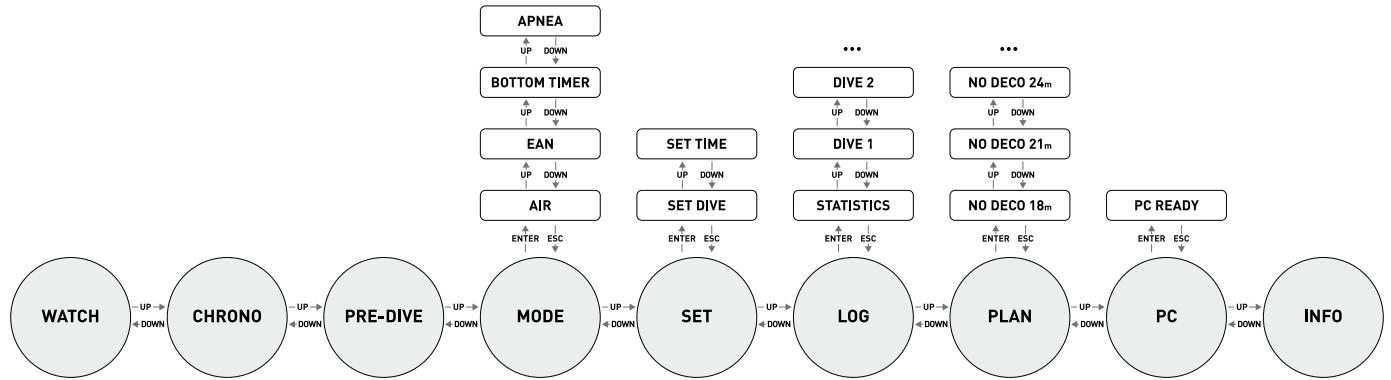 APNEA
UP DOWN
BOTTOM TIMER
•••
DIVE 2
•••
NO DECO 24m
UP DOWN
UP DOWN
UP DOWN
EAN
SET TIME
DIVE 1
NO DECO 21m
UP DOWN
UP DOWN
UP DOWN
UP DOWN
AIR
SET DIVE
STATISTICS
NO DECO 18m
PC READY
ENTER ESC
ENTER ESC
ENTER ESC
ENTER ESC
ENTER ESC
WATCH
UP
DOWN
CHRONO
UP
DOWN
PRE-DIVE
UP
DOWN
MODE
UP
DOWN
SET
UP
DOWN
LOG
UP
DOWN
PLAN
UP
DOWN
PC
UP
DOWN
INFO